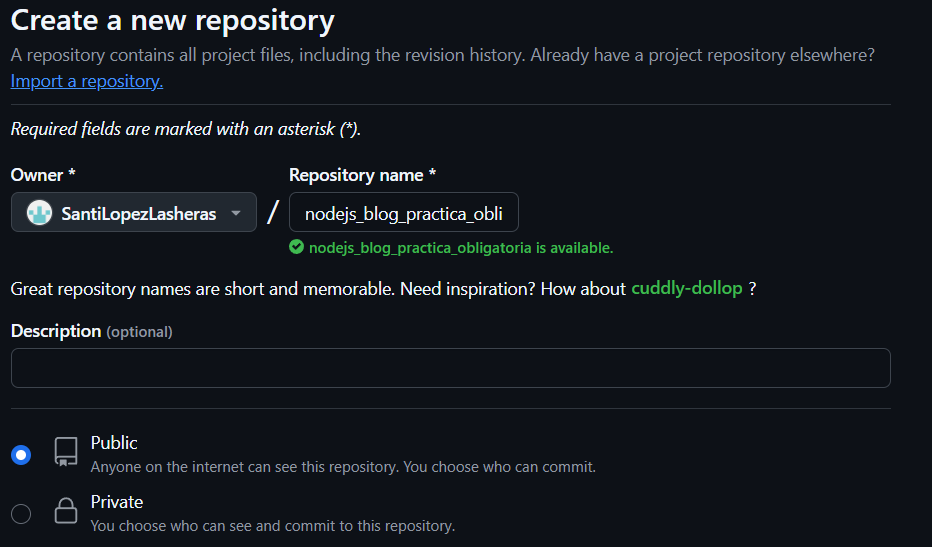 Create a new repository
A repository contains all project files, including the revision history. Already have a project repository elsewhere?
Import a repository.
Required fields are marked with an asterisk (*).
Owner * Repository name *
SantiLopezLasheras / nodejs_blog_practica_obli
nodejs_blog_practica_obligatoria is available.
Great repository names are short and memorable. Need inspiration? How about cuddly-dollop ?
Description (optional)
Public
Anyone on the internet can see this repository. You choose who can commit.
Private
You choose who can see and commit to this repository.